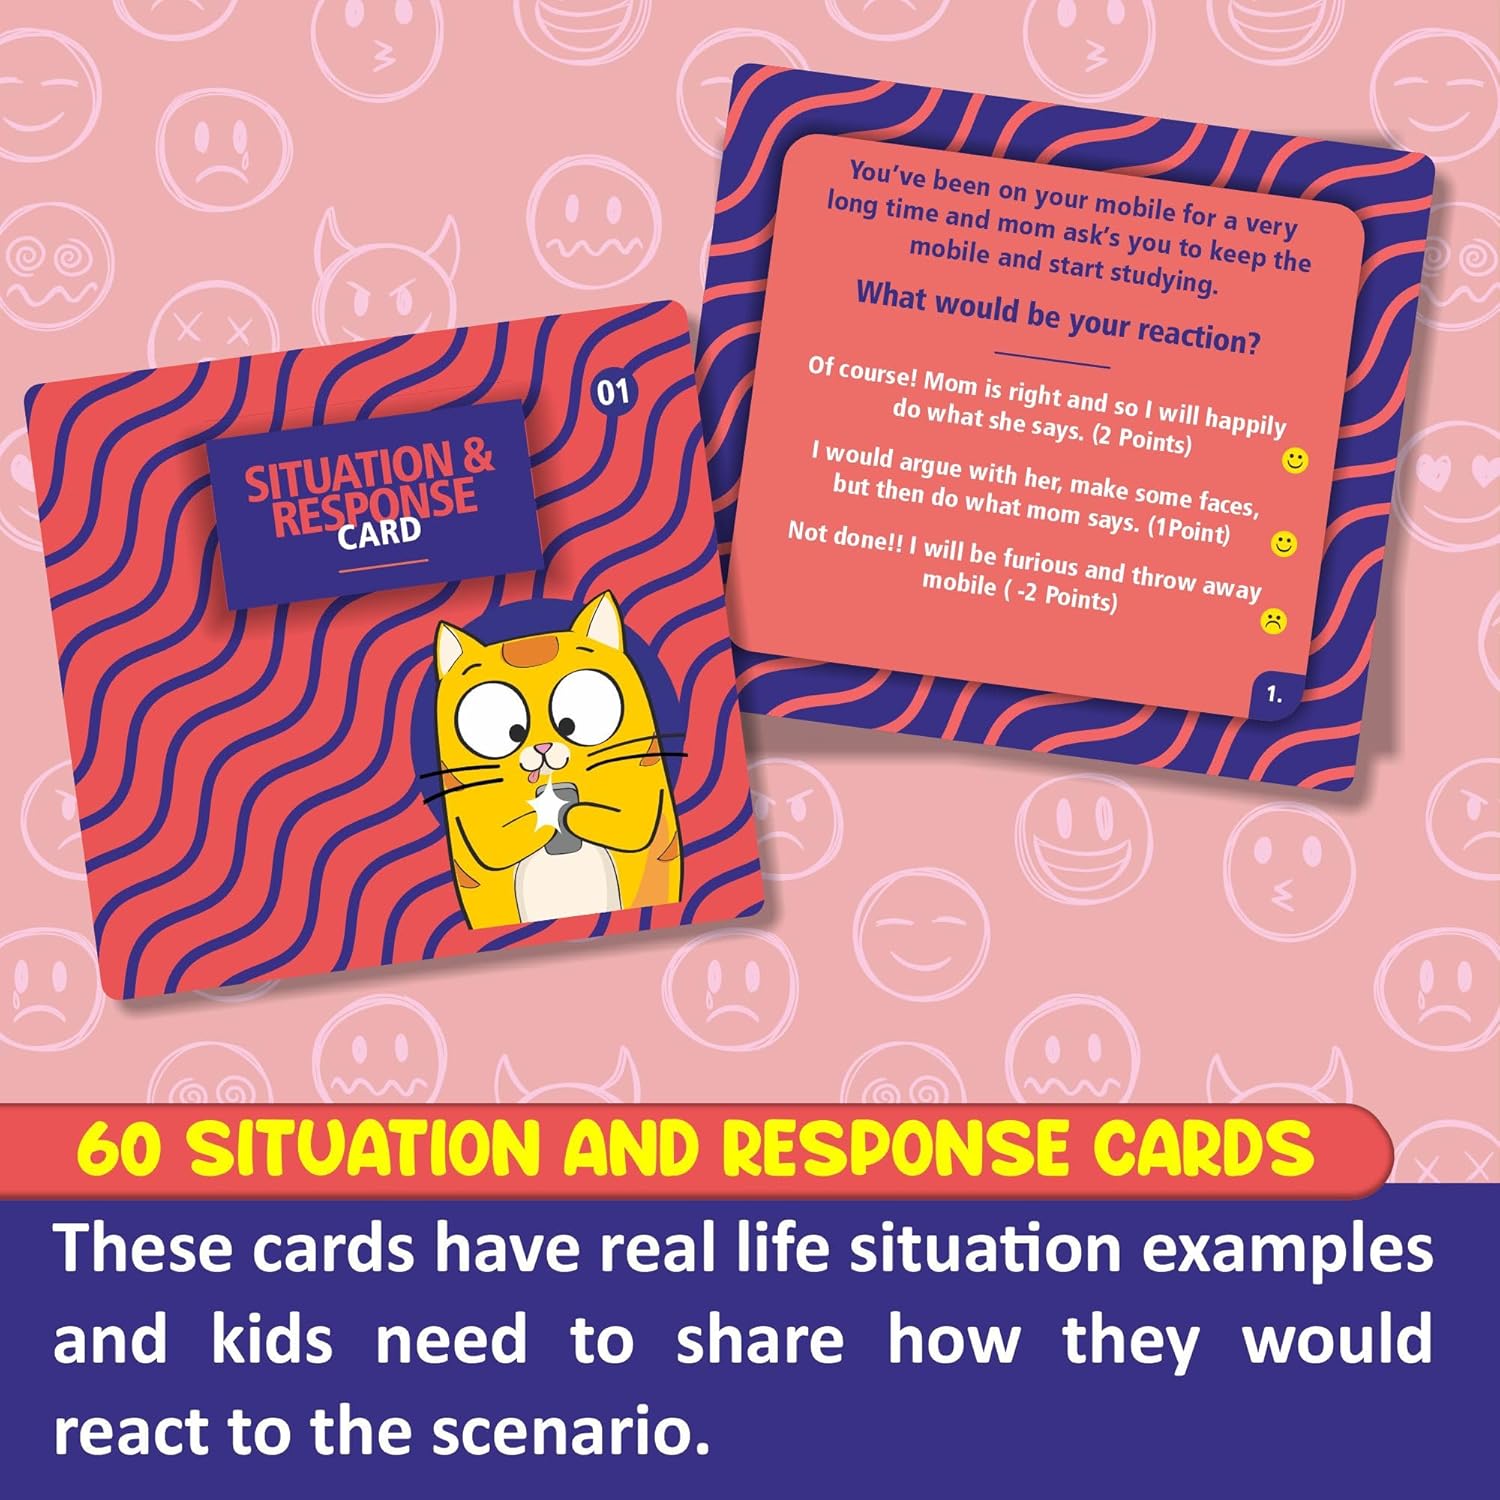 01
SITUATION &
RESPONSE
CARD
You've been on your mobile for a very
long time and mom ask's you to keep the
mobile and start studying.
What would be your reaction?
Of course! Mom is right and so I will happily
do what she says. (2 Points)
I would argue with her, make some faces,
but then do what mom says. (1Point)
Not done!! I will be furious and throw away
mobile ( -2 Points)
1.
60 SITUATION AND RESPONSE CARDS
These cards have real life situation examples
and kids need to share how they would
react to the scenario.